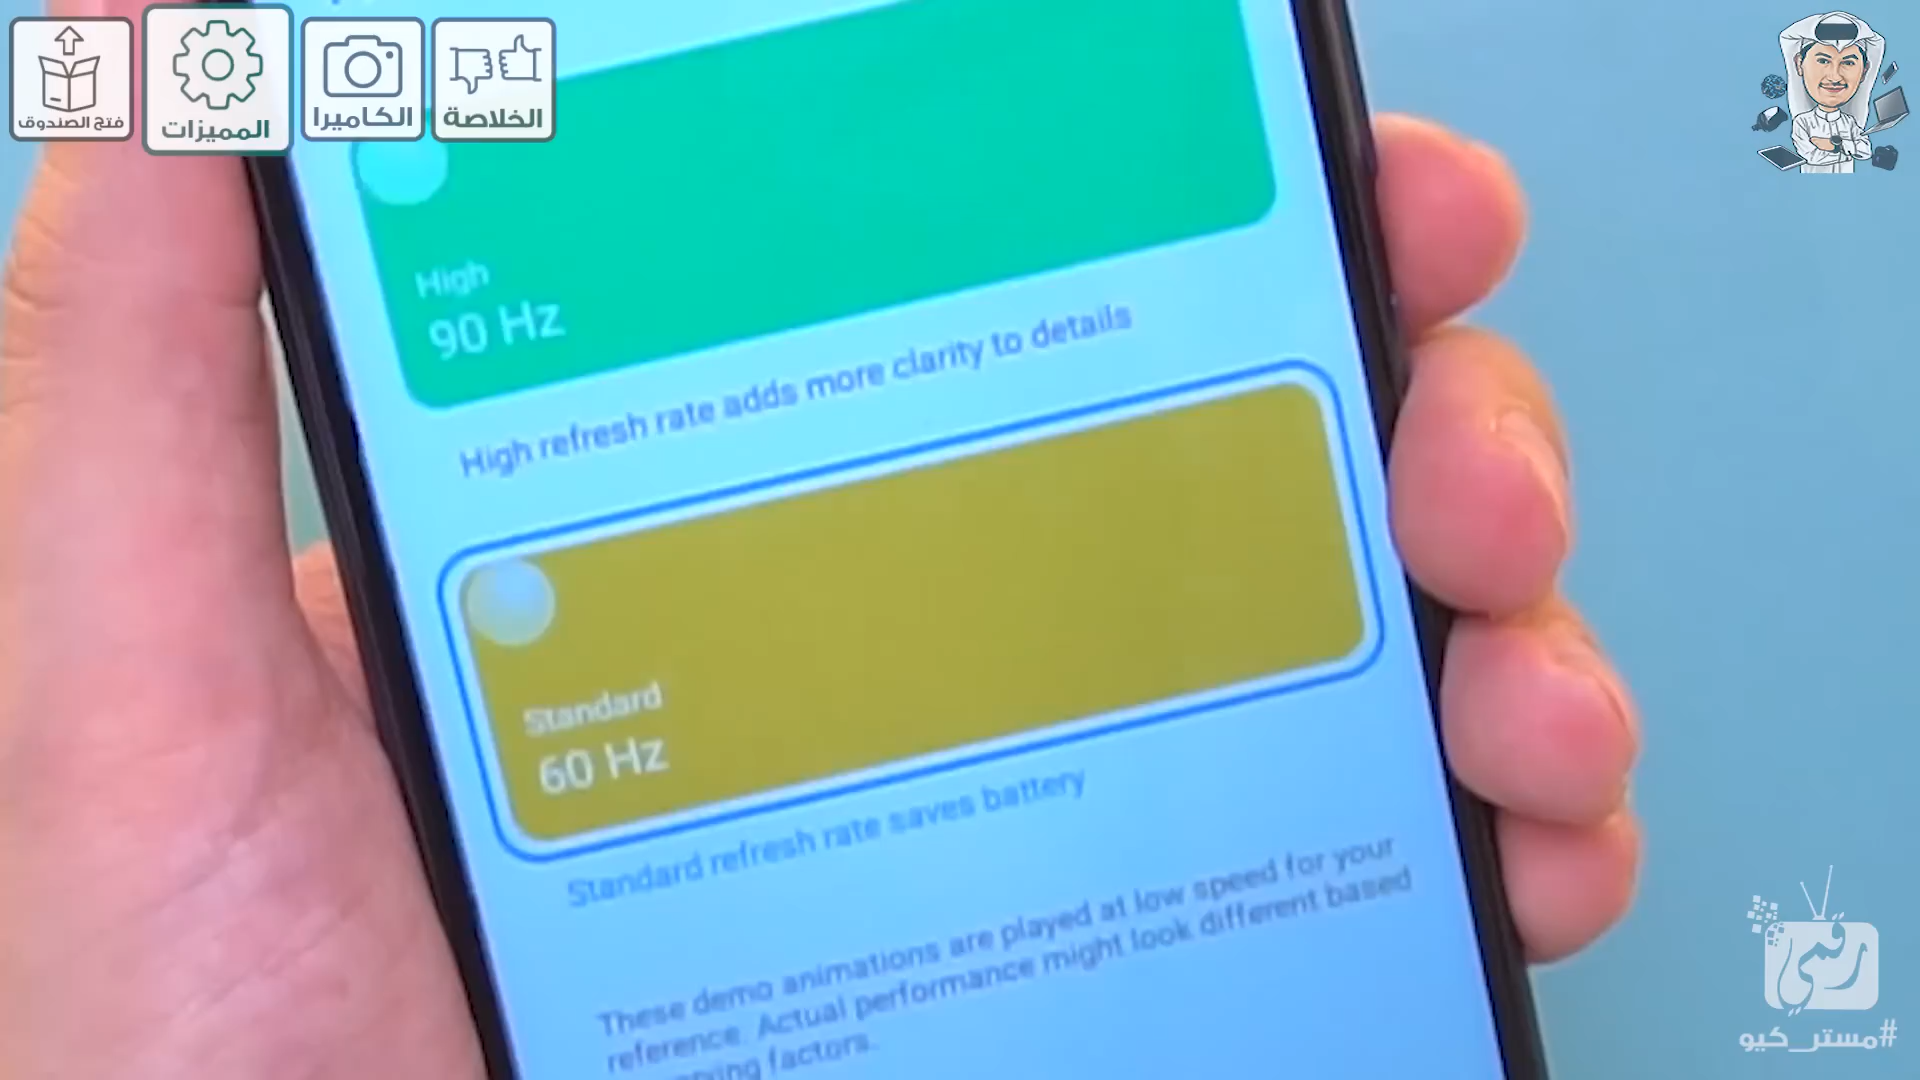 فتح الصندوق
المميزات
الكاميرا
الخلاصة
High
90 Hz
High refresh rate adds more clarity to details
Standard
60 Hz
Standard refresh rate saves battery
These demo animations are played at low speed for your
reference. Actual performance might look different based
factors.
رقمي
#مستر_كيو